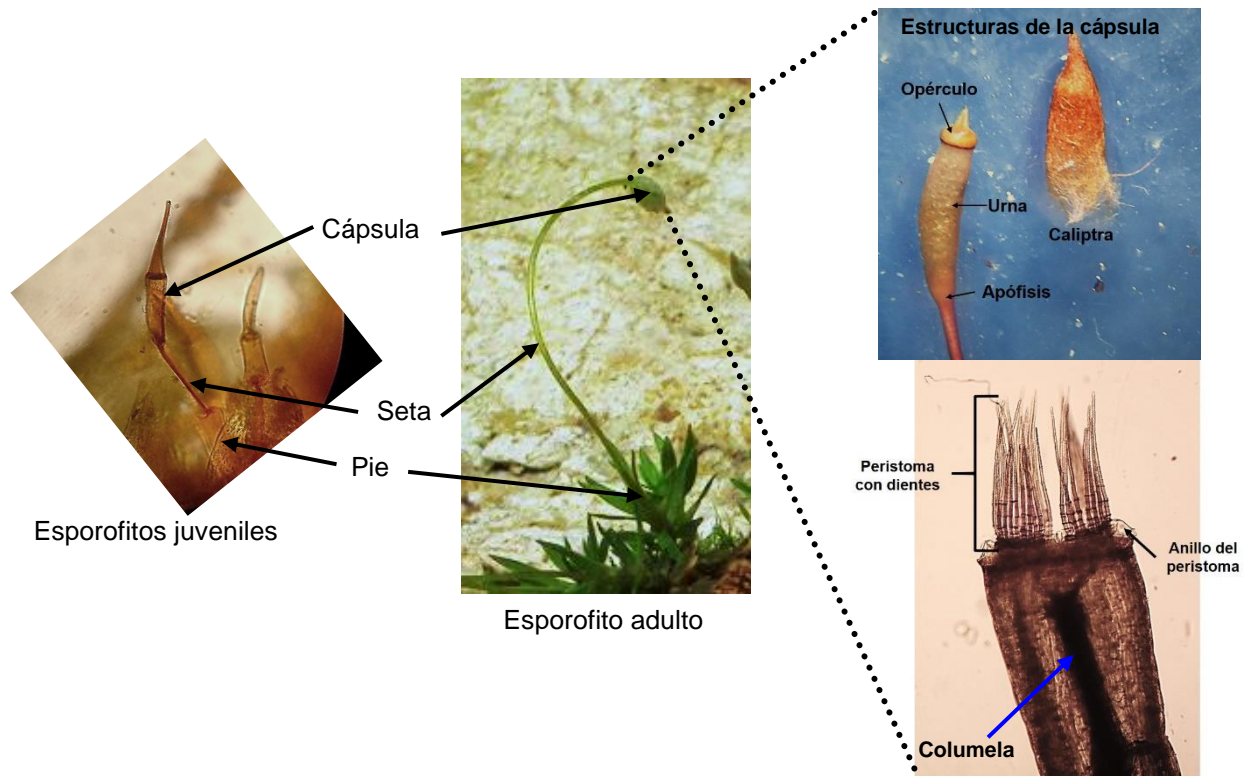 Estructuras de la cápsula
Opérculo
Urna
Caliptra
Apófisis
Cápsula
Seta
Pie
Esporofitos juveniles
Esporofito adulto
Peristoma
con dientes
Anillo del
peristoma
Columela